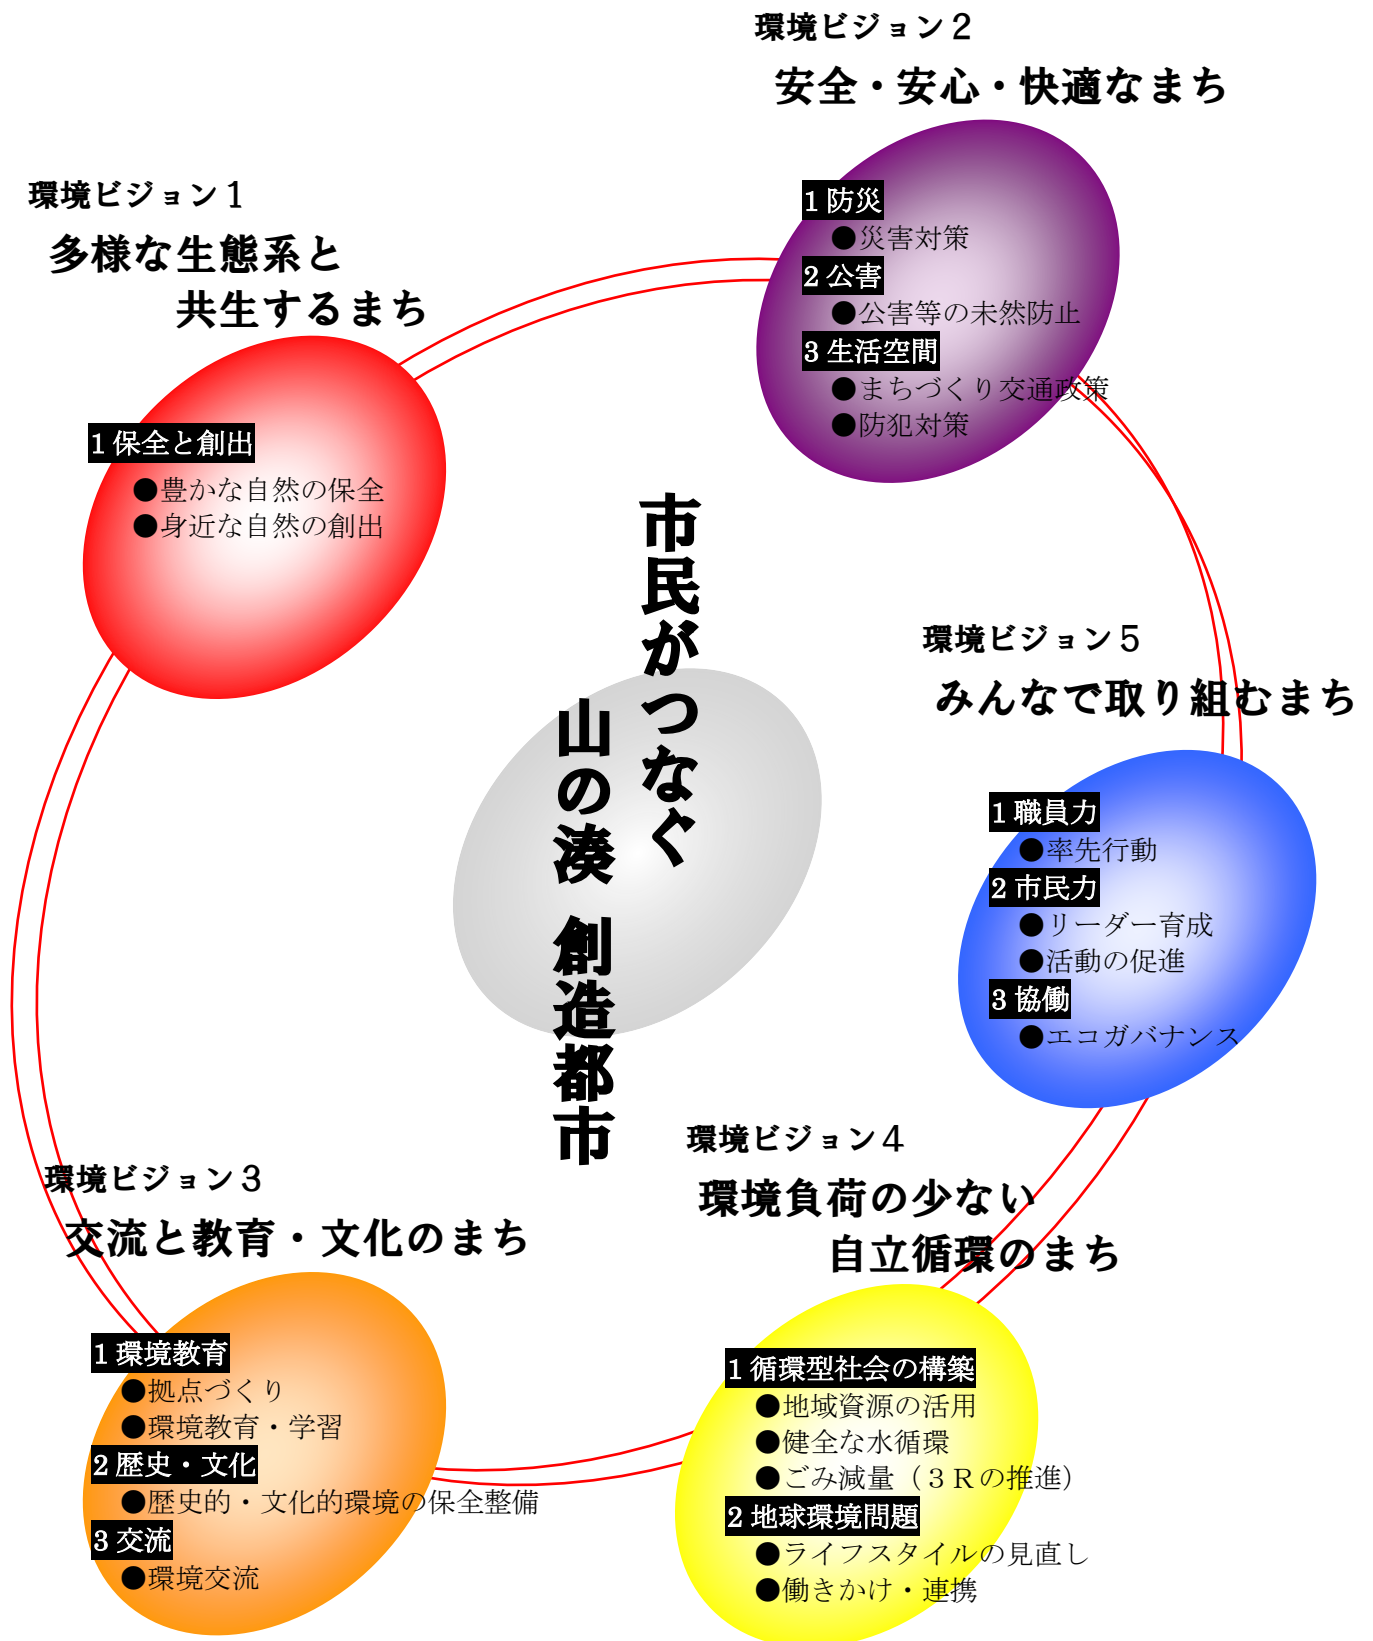 環境ビジョン１
多様な生態系と
共生するまち
1 保全と創出
●豊かな自然の保全
●身近な自然の創出
環境ビジョン２
安全・安心・快適なまち
1 防災
●災害対策
2 公害
●公害等の未然防止
3 生活空間
●まちづくり交通政策
●防犯対策
市民がつなぐ
山の湊 創造都市
環境ビジョン５
みんなで取り組むまち
1 職員力
●率先行動
2 市民力
●リーダー育成
●活動の促進
3 協働
●エコガバナンス
環境ビジョン３
交流と教育・文化のまち
1 環境教育
●拠点づくり
●環境教育・学習
2 歴史・文化
●歴史的・文化的環境の保全整備
3 交流
●環境交流
環境ビジョン４
環境負荷の少ない
自立循環のまち
1 循環型社会の構築
●地域資源の活用
●健全な水循環
●ごみ減量（３Ｒの推進）
2 地球環境問題
●ライフスタイルの見直し
●働きかけ・連携